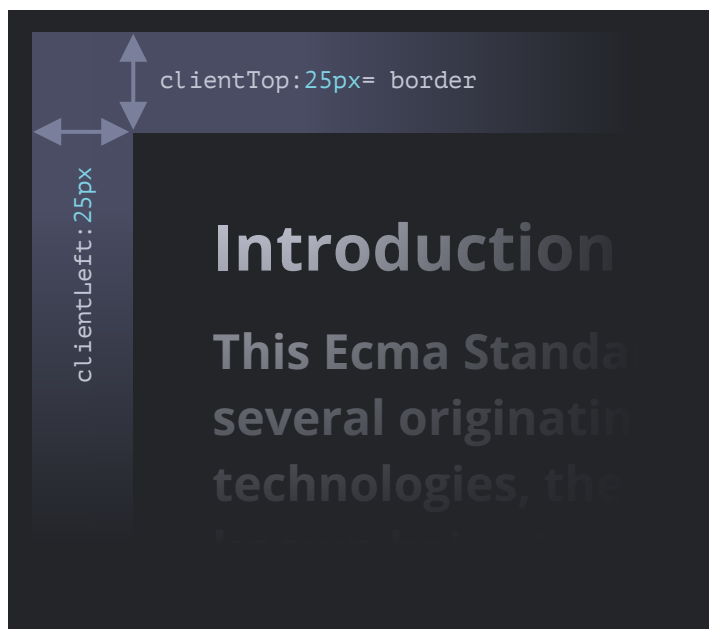 clientTop:25px= border
clientLeft:25px
Introduction
This Ecma Standa
several originatin
technologies, the